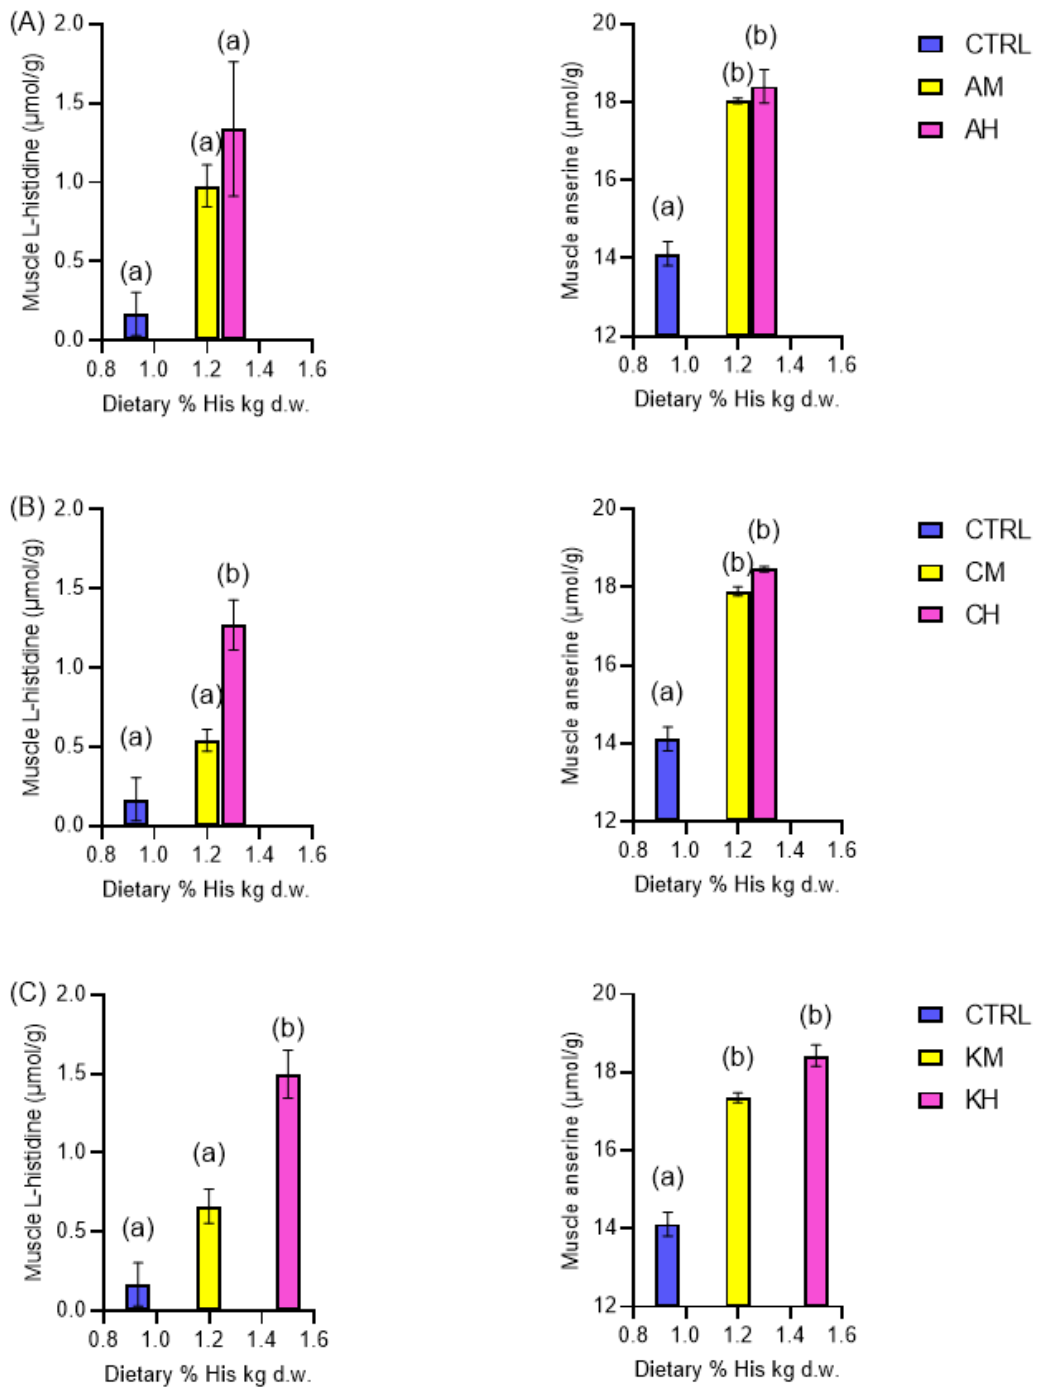 (A)
Muscle L-histidine (µmol/g)
2.0
1.5
1.0
0.5
0.0
(a)
(a)
(a)
0.8 1.0 1.2 1.4 1.6
Dietary % His kg d.w.
Muscle anserine (µmol/g)
20
18
16
14
12
(a)
(b)
(b)
0.8 1.0 1.2 1.4 1.6
Dietary % His kg d.w.
CTRL
AM
AH
(B)
Muscle L-histidine (µmol/g)
2.0
1.5
1.0
0.5
0.0
(a)
(a)
(b)
0.8 1.0 1.2 1.4 1.6
Dietary % His kg d.w.
Muscle anserine (µmol/g)
20
18
16
14
12
(a)
(b)
(b)
0.8 1.0 1.2 1.4 1.6
Dietary % His kg d.w.
CTRL
CM
CH
(C)
Muscle L-histidine (µmol/g)
2.0
1.5
1.0
0.5
0.0
(a)
(a)
(b)
0.8 1.0 1.2 1.4 1.6
Dietary % His kg d.w.
Muscle anserine (µmol/g)
20
18
16
14
12
(a)
(b)
(b)
0.8 1.0 1.2 1.4 1.6
Dietary % His kg d.w.
CTRL
KM
KH